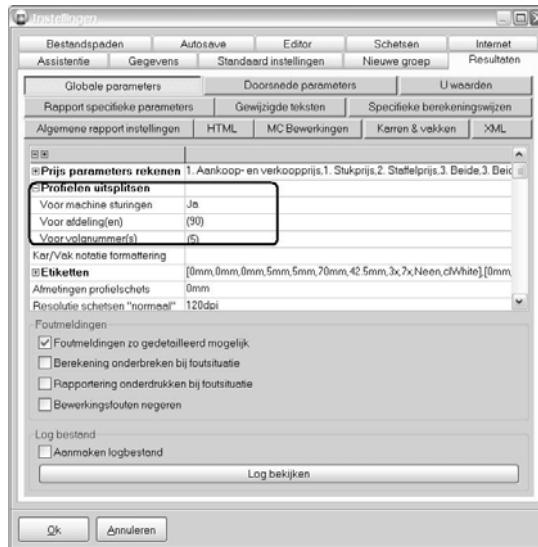 Instellingen
Bestandspaden Autosave Editor Schetsen Internet
Assistentie Gegevens Standaard instellingen Nieuwe groep Resultaten
Globale parameters Doorsnede parameters U waarden
Rapport specifieke parameters Gewijzigde teksten Specifieke berekeningswijzen
Algemene rapport instellingen HTML MC Bewerkingen Karren & vakken XML
Prijs parameters rekenen 1. Aankoop- en verkoopprijs,1. Stukprijs,2. Staffelprijs,3. Beide,3. Beid
Profielen uitsplitsen
Voor machine sturingen Ja
Voor afdeling(en) (90)
Voor volgnummer(s) (5)
Kar/Vak notatie formattering
Etiketten [0mm,0mm,0mm,5mm,5mm,70mm,42.5mm,3x,7x,Neen,clWhite],[0mm,
Afmetingen profielschets 0mm
Resolutie schetsen "normaal" 120dpi
Foutmeldingen
Foutmeldingen zo gedetailleerd mogelijk
Berekening onderbreken bij foutsituatie
Rapportering onderdrukken bij foutsituatie
Bewerkingsfouten negeren
Log bestand
Aanmaken logbestand
Log bekijken
Ok Annuleren